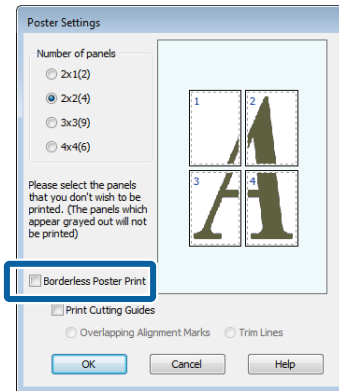 Poster Settings
Number of panels
2x1(2)
2x2(4)
3x3(9)
4x4(6)
1 2
3 4
A
Please select the panels
that you don't wish to be
printed. (The panels which
appear grayed out will not
be printed)
Borderless Poster Print
Print Cutting Guides
Overlapping Alignment Marks Trim Lines
OK Cancel Help